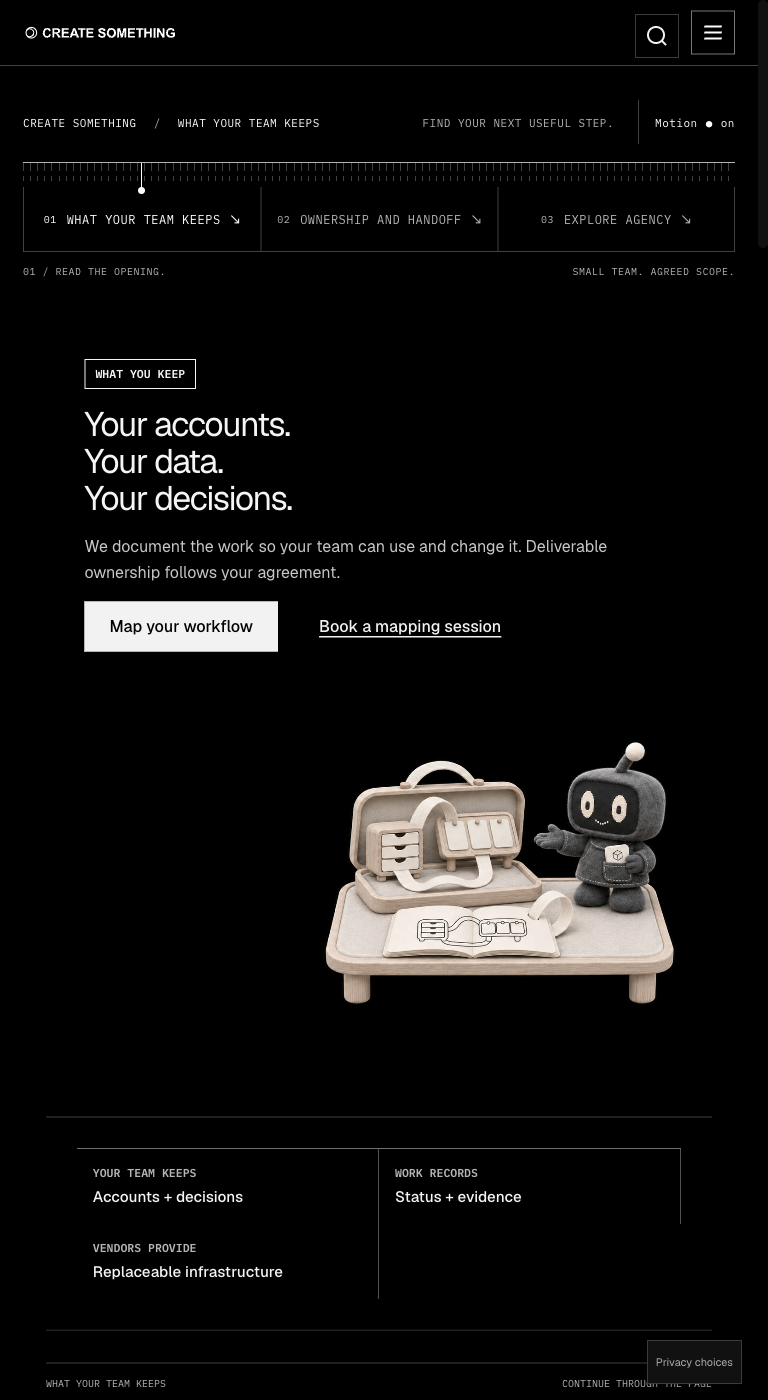 CREATE SOMETHING
CREATE SOMETHING / WHAT YOUR TEAM KEEPS
FIND YOUR NEXT USEFUL STEP.
Motion ● on
01 WHAT YOUR TEAM KEEPS ↘
02 OWNERSHIP AND HANDOFF ↘
03 EXPLORE AGENCY ↘
01 / READ THE OPENING.
SMALL TEAM. AGREED SCOPE.
WHAT YOU KEEP
Your accounts.
Your data.
Your decisions.
We document the work so your team can use and change it. Deliverable
ownership follows your agreement.
Map your workflow
Book a mapping session
YOUR TEAM KEEPS
Accounts + decisions
WORK RECORDS
Status + evidence
VENDORS PROVIDE
Replaceable infrastructure
Privacy choices
WHAT YOUR TEAM KEEPS
CONTINUE THROUGH THE PAGE